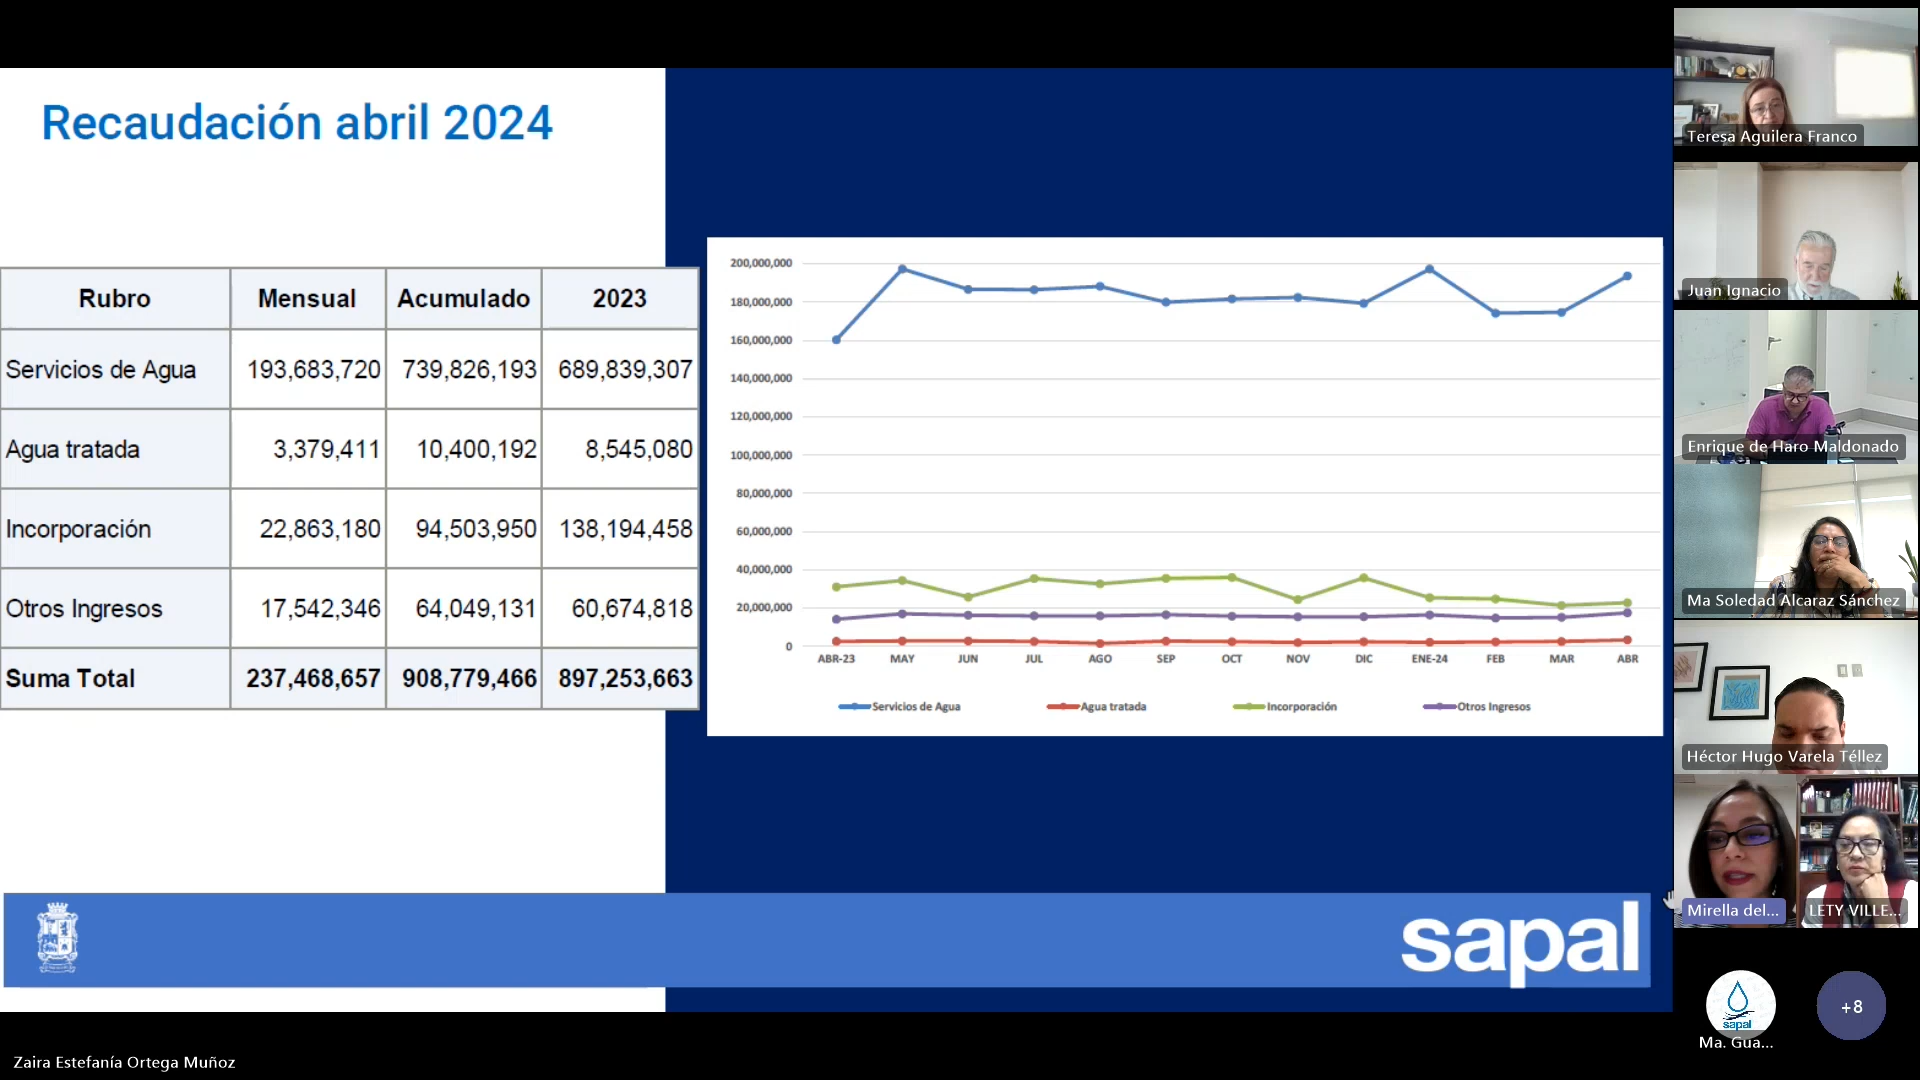 Recaudación abril 2024
Rubro Mensual Acumulado 2023
Servicios de Agua 193,683,720 739,826,193 689,839,307
Agua tratada 3,379,411 10,400,192 8,545,080
Incorporación 22,863,180 94,503,950 138,194,458
Otros Ingresos 17,542,346 64,049,131 60,674,818
Suma Total 237,468,657 908,779,466 897,253,663
200,000,000
180,000,000
160,000,000
140,000,000
120,000,000
100,000,000
80,000,000
60,000,000
40,000,000
20,000,000
0
ABR-23 MAY JUN JUL AGO SEP OCT NOV DIC ENE-24 FEB MAR ABR
Servicios de Agua Agua tratada Incorporación Otros Ingresos
sapal
Teresa Aguilera Franco
Juan Ignacio
Enrique de Haro Maldonado
Ma Soledad Alcaraz Sánchez
Héctor Hugo Varela Téllez
Mirella del... LETY VILLE...
sapal
+8
Ma. Gua...
Zaira Estefanía Ortega Muñoz